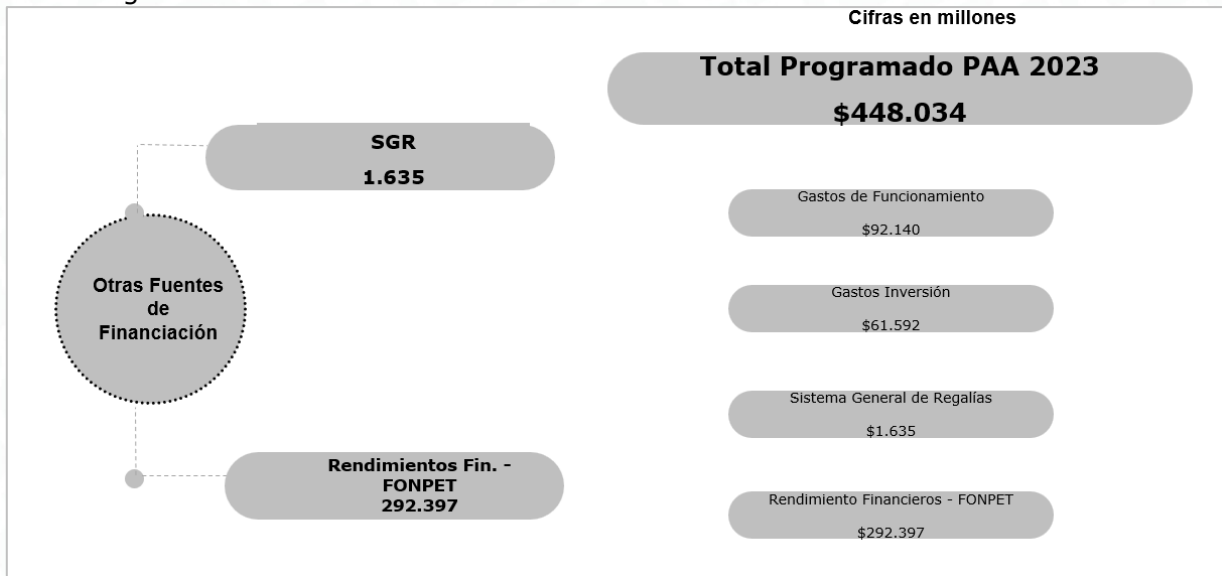 Cifras en millones
Total Programado PAA 2023
$448.034
SGR
1.635
Otras Fuentes
de
Financiación
Rendimientos Fin. -
FONPET
292.397
Gastos de Funcionamiento
$92.140
Gastos Inversión
$61.592
Sistema General de Regalías
$1.635
Rendimiento Financieros - FONPET
$292.397